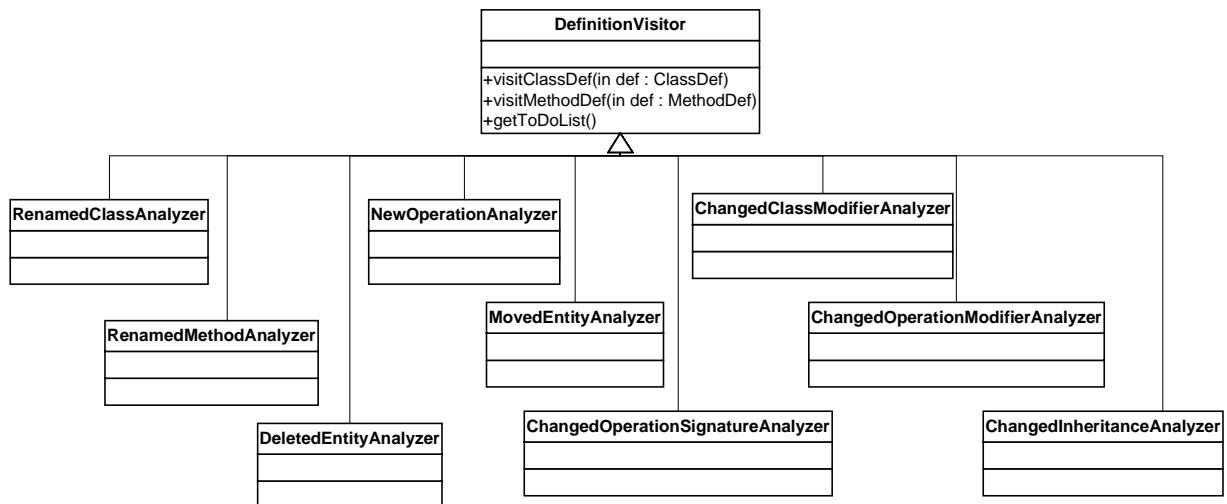 DefinitionVisitor
+visitClassDef(in def : ClassDef)
+visitMethodDef(in def : MethodDef)
+getToDoList()
RenamedClassAnalyzer
NewOperationAnalyzer
ChangedClassModifierAnalyzer
RenamedMethodAnalyzer
MovedEntityAnalyzer
ChangedOperationModifierAnalyzer
DeletedEntityAnalyzer
ChangedOperationSignatureAnalyzer
ChangedInheritanceAnalyzer